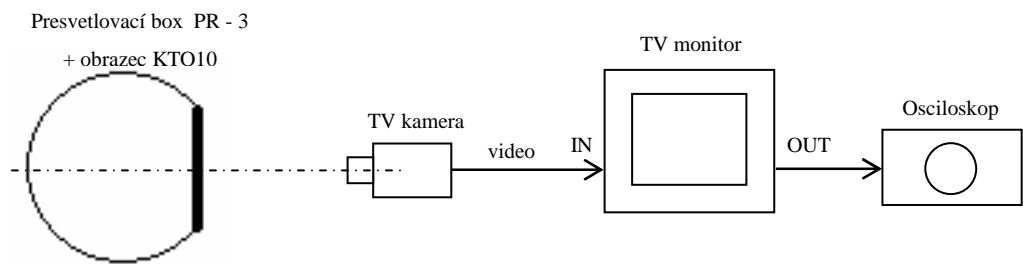 Presvetlovací box PR - 3
+ obrazec KTO10
TV kamera
video
IN
TV monitor
OUT
Osciloskop